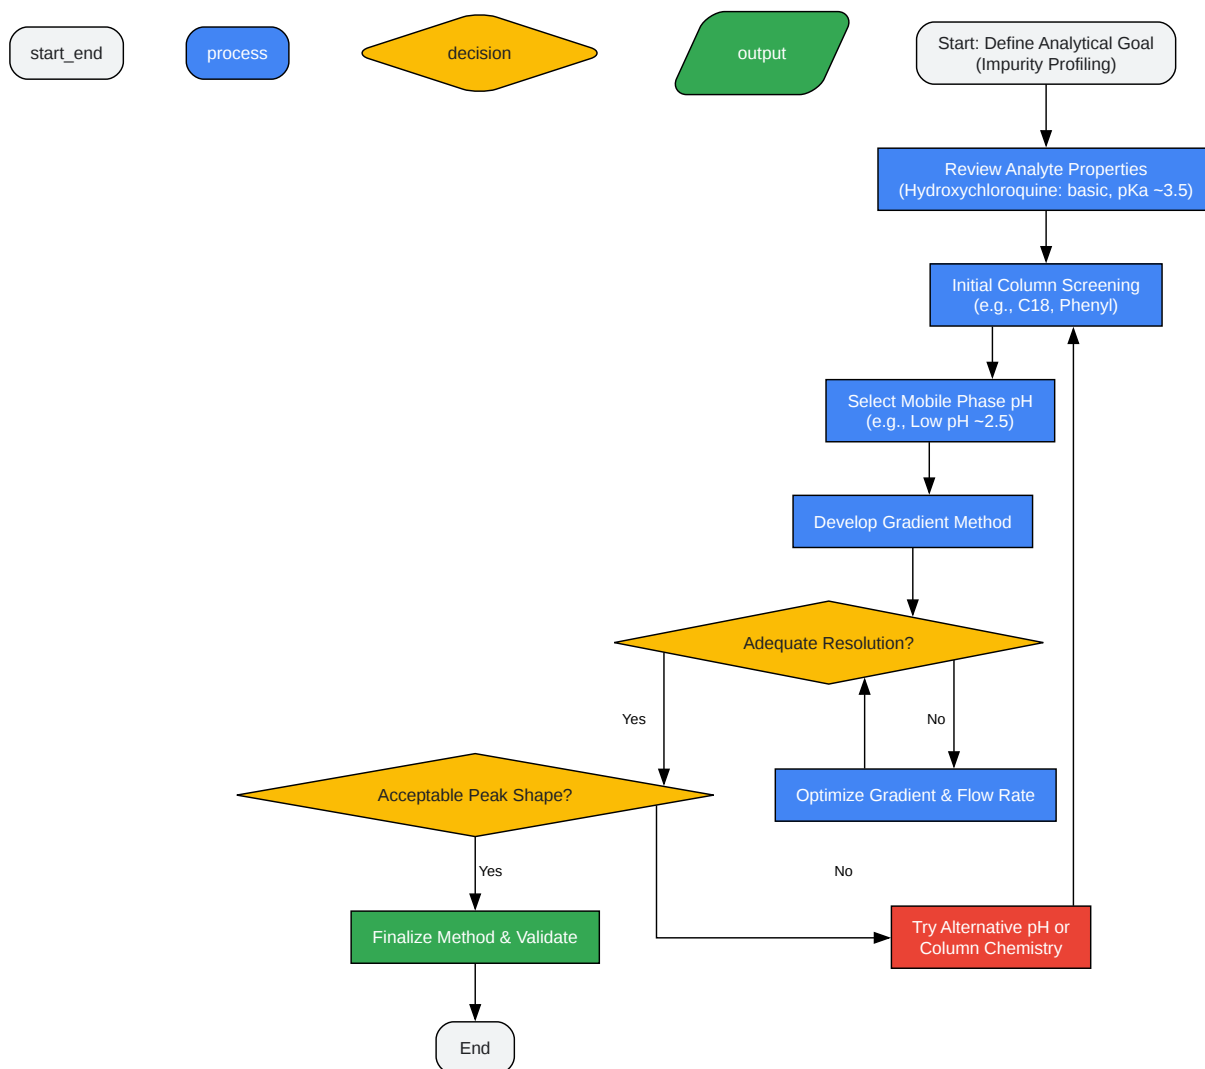 start_end
process
decision
output
Start: Define Analytical Goal
(Impurity Profiling)
Review Analyte Properties
(Hydroxychloroquine: basic, pKa ~3.5)
Initial Column Screening
(e.g., C18, Phenyl)
Select Mobile Phase pH
(e.g., Low pH ~2.5)
Develop Gradient Method
Adequate Resolution?
Yes
No
Acceptable Peak Shape?
Optimize Gradient & Flow Rate
Yes
No
Finalize Method & Validate
Try Alternative pH or
Column Chemistry
End